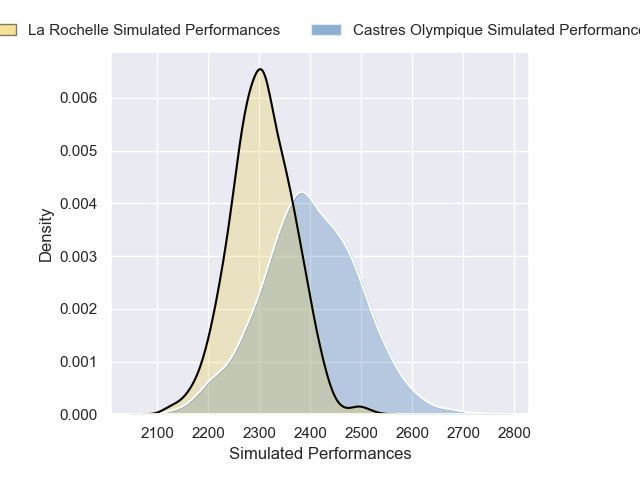 La Rochelle Simulated Performances
Castres Olympique Simulated Performanc
0.006
0.005
0.004
0.003
0.002
0.001
0.000
Density
2100 2200 2300 2400 2500 2600 2700 2800
Simulated Performances